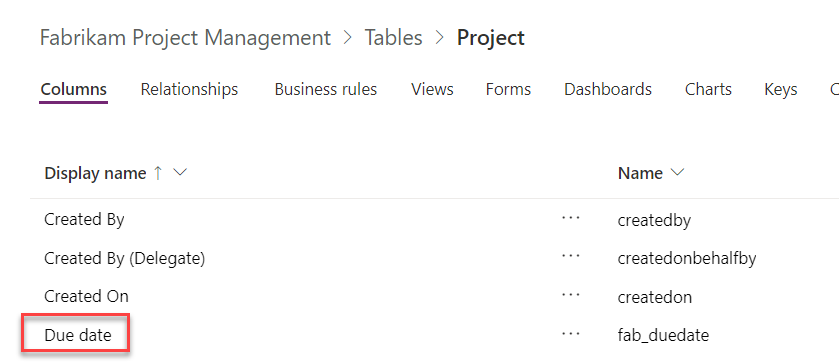 Fabrikam Project Management > Tables > Project
Columns Relationships Business rules Views Forms Dashboards Charts Keys
Display name ↑ Name
Created By ... createdby
Created By (Delegate) ... createdonbehalfby
Created On ... createdon
Due date ... fab_duedate